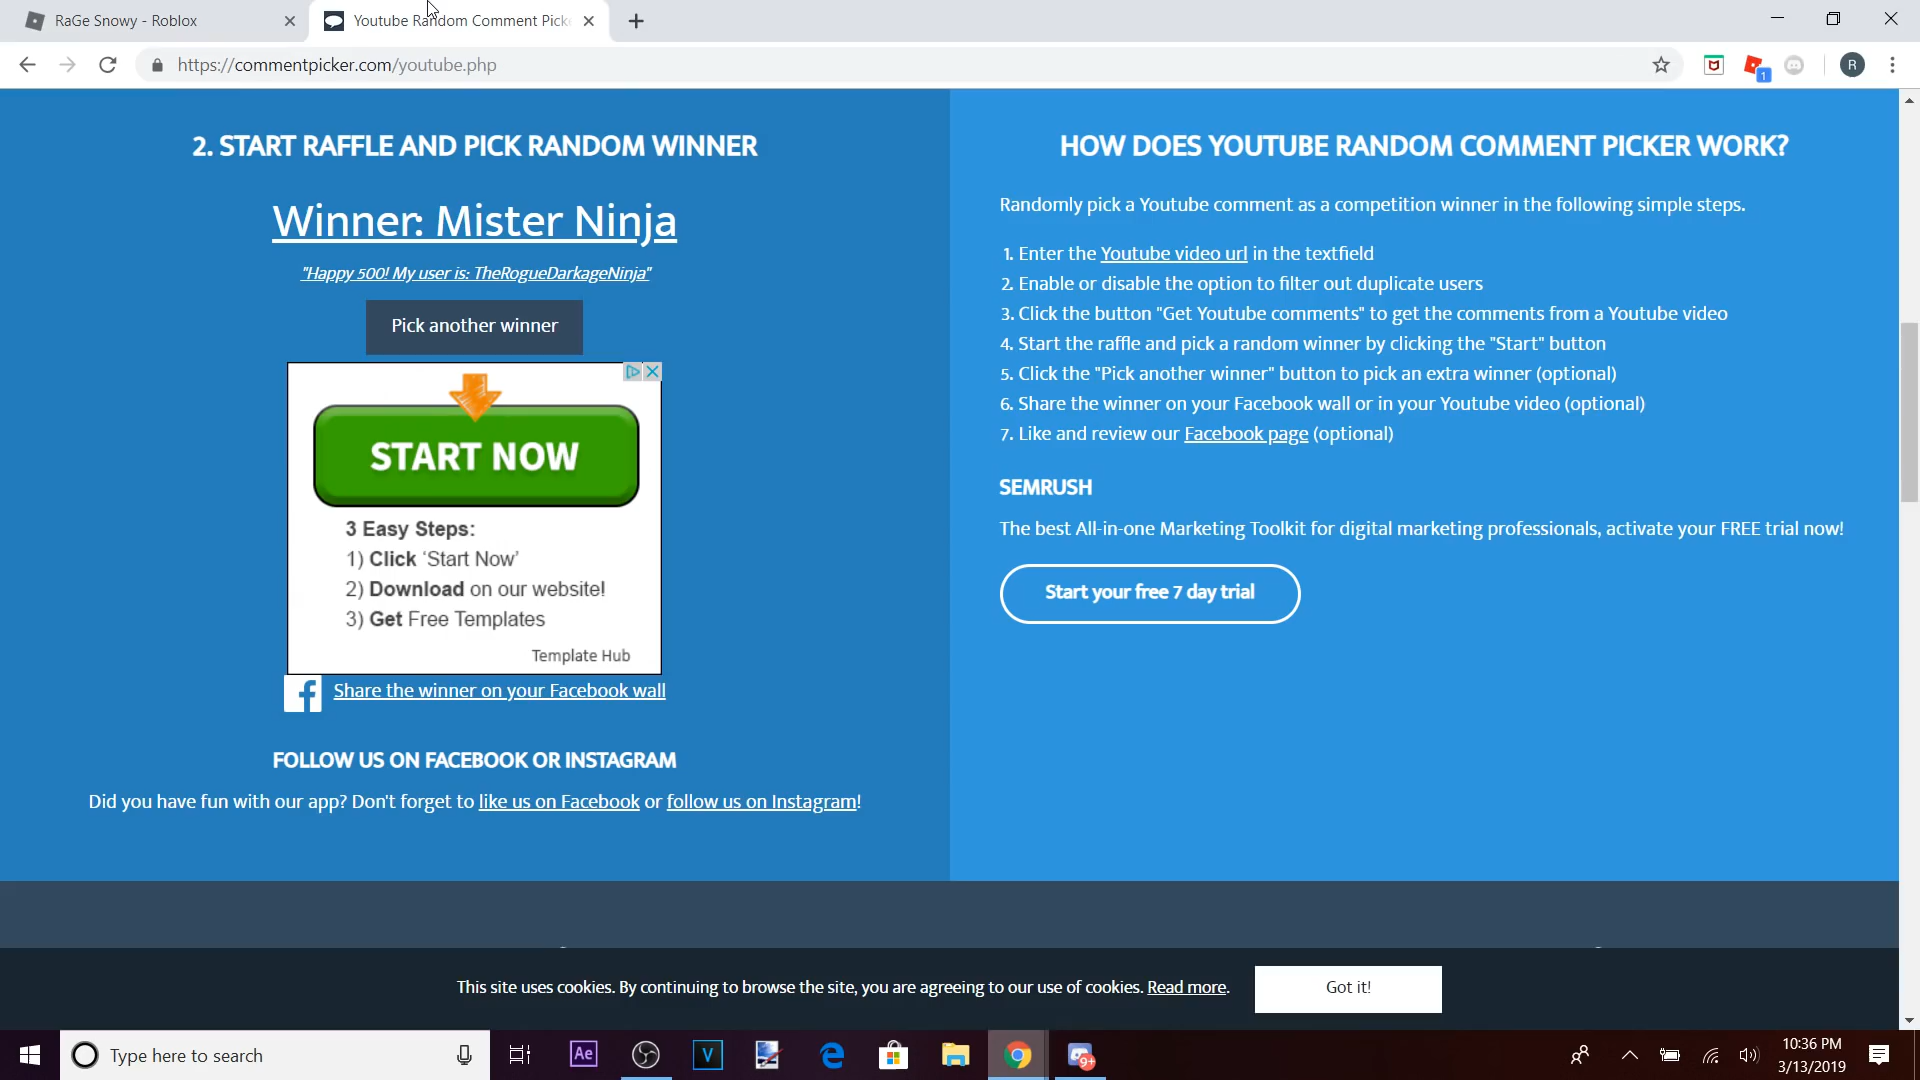 RaGe Snowy - Roblox
Youtube Random Comment Pick
https://commentpicker.com/youtube.php
R
1
2. START RAFFLE AND PICK RANDOM WINNER
Winner: Mister Ninja
"Happy 500! My user is: TheRogueDarkageNinja"
Pick another winner
START NOW
3 Easy Steps:
1) Click ‘Start Now’
2) Download on our website!
3) Get Free Templates
Template Hub
Share the winner on your Facebook wall
FOLLOW US ON FACEBOOK OR INSTAGRAM
Did you have fun with our app? Don't forget to like us on Facebook or follow us on Instagram!
HOW DOES YOUTUBE RANDOM COMMENT PICKER WORK?
Randomly pick a Youtube comment as a competition winner in the following simple steps.
1. Enter the Youtube video url in the textfield
2. Enable or disable the option to filter out duplicate users
3. Click the button "Get Youtube comments" to get the comments from a Youtube video
4. Start the raffle and pick a random winner by clicking the "Start" button
5. Click the "Pick another winner" button to pick an extra winner (optional)
6. Share the winner on your Facebook wall or in your Youtube video (optional)
7. Like and review our Facebook page (optional)
SEMRUSH
The best All-in-one Marketing Toolkit for digital marketing professionals, activate your FREE trial now!
Start your free 7 day trial
This site uses cookies. By continuing to browse the site, you are agreeing to our use of cookies. Read more.
Got it!
Type here to search
Ae
V
9+
10:36 PM
3/13/2019